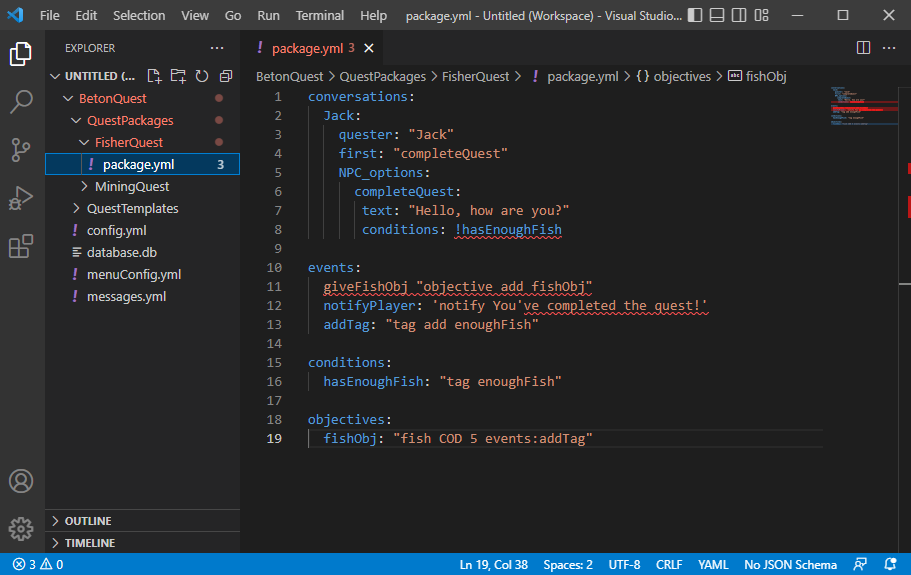 File Edit Selection View Go Run Terminal Help package.yml - Untitled (Workspace) - Visual Studio...
EXPLORER ...
UNTITLED (...
BetonQuest
QuestPackages
FisherQuest
! package.yml 3
MiningQuest
QuestTemplates
! config.yml
database.db
! menuConfig.yml
! messages.yml
OUTLINE
TIMELINE
! package.yml 3
BetonQuest > QuestPackages > FisherQuest > ! package.yml > {} objectives > abc fishObj
1 conversations:
2 Jack:
3 quester: "Jack"
4 first: "completeQuest"
5 NPC_options:
6 completeQuest:
7 text: "Hello, how are you?"
8 conditions: !hasEnoughFish
9
10 events:
11 giveFishObj "objective add fishObj"
12 notifyPlayer: 'notify You've completed the quest!'
13 addTag: "tag add enoughFish"
14
15 conditions:
16 hasEnoughFish: "tag enoughFish"
17
18 objectives:
19 fishObj: "fish COD 5 events:addTag"
3 0 Ln 19, Col 38 Spaces: 2 UTF-8 CRLF YAML No JSON Schema